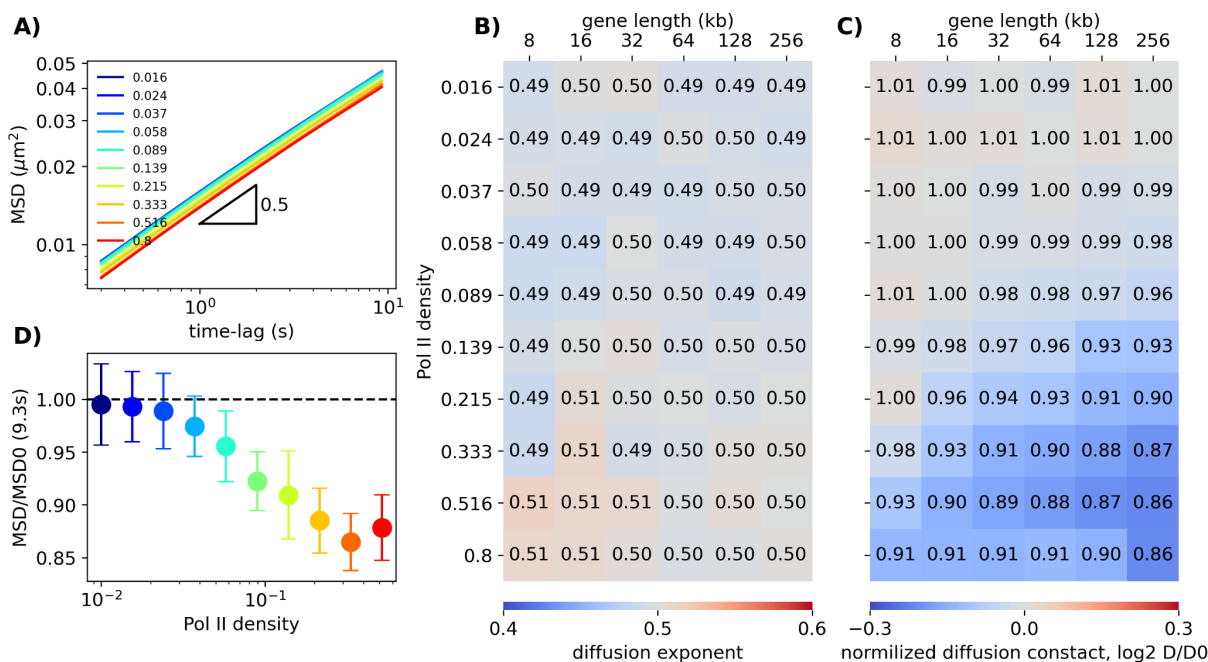 A)
MSD (μm²)
0.05
0.04
0.03
0.02
0.01
0.016
0.024
0.037
0.058
0.089
0.139
0.215
0.333
0.516
0.8
0.5
10⁰ 10¹
time-lag (s)
B)
gene length (kb)
8 16 32 64 128 256
Pol II density
0.016 0.49 0.50 0.50 0.49 0.49 0.49
0.024 0.49 0.49 0.49 0.50 0.50 0.49
0.037 0.50 0.49 0.49 0.49 0.50 0.50
0.058 0.49 0.49 0.50 0.49 0.49 0.50
0.089 0.49 0.49 0.50 0.50 0.49 0.49
0.139 0.49 0.50 0.50 0.50 0.50 0.50
0.215 0.49 0.51 0.50 0.50 0.50 0.50
0.333 0.49 0.51 0.49 0.50 0.50 0.50
0.516 0.51 0.51 0.51 0.50 0.50 0.50
0.8 0.51 0.51 0.50 0.50 0.50 0.50
0.4 0.5 0.6
diffusion exponent
C)
gene length (kb)
8 16 32 64 128 256
1.01 0.99 1.00 0.99 1.01 1.00
1.01 1.00 1.01 1.00 1.01 1.00
1.00 1.00 0.99 1.00 0.99 0.99
1.00 1.00 0.99 0.99 0.99 0.98
1.01 1.00 0.98 0.98 0.97 0.96
0.99 0.98 0.97 0.96 0.93 0.93
1.00 0.96 0.94 0.93 0.91 0.90
0.98 0.93 0.91 0.90 0.88 0.87
0.93 0.90 0.89 0.88 0.87 0.86
0.91 0.91 0.91 0.91 0.90 0.86
−0.3 0.0 0.3
normilized diffusion constact, log2 D/D0
D)
MSD/MSD0 (9.3s)
1.00
0.95
0.90
0.85
10⁻² 10⁻¹
Pol II density